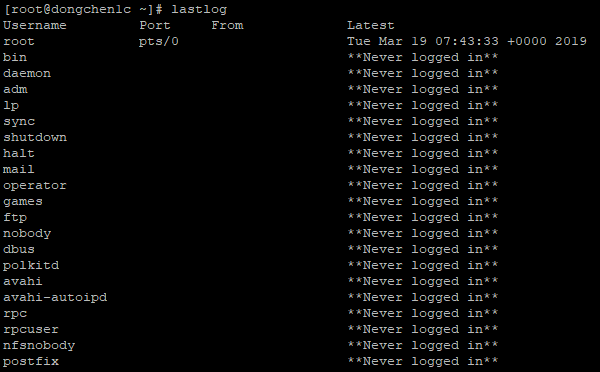 [root@dongchen1c ~]# lastlog
Username         Port     From             Latest
root             pts/0                     Tue Mar 19 07:43:33 +0000 2019
bin                                        **Never logged in**
daemon                                     **Never logged in**
adm                                        **Never logged in**
lp                                         **Never logged in**
sync                                       **Never logged in**
shutdown                                   **Never logged in**
halt                                       **Never logged in**
mail                                       **Never logged in**
operator                                   **Never logged in**
games                                      **Never logged in**
ftp                                        **Never logged in**
nobody                                     **Never logged in**
dbus                                       **Never logged in**
polkitd                                    **Never logged in**
avahi                                      **Never logged in**
avahi-autoipd                              **Never logged in**
rpc                                        **Never logged in**
rpcuser                                    **Never logged in**
nfsnobody                                  **Never logged in**
postfix                                    **Never logged in**